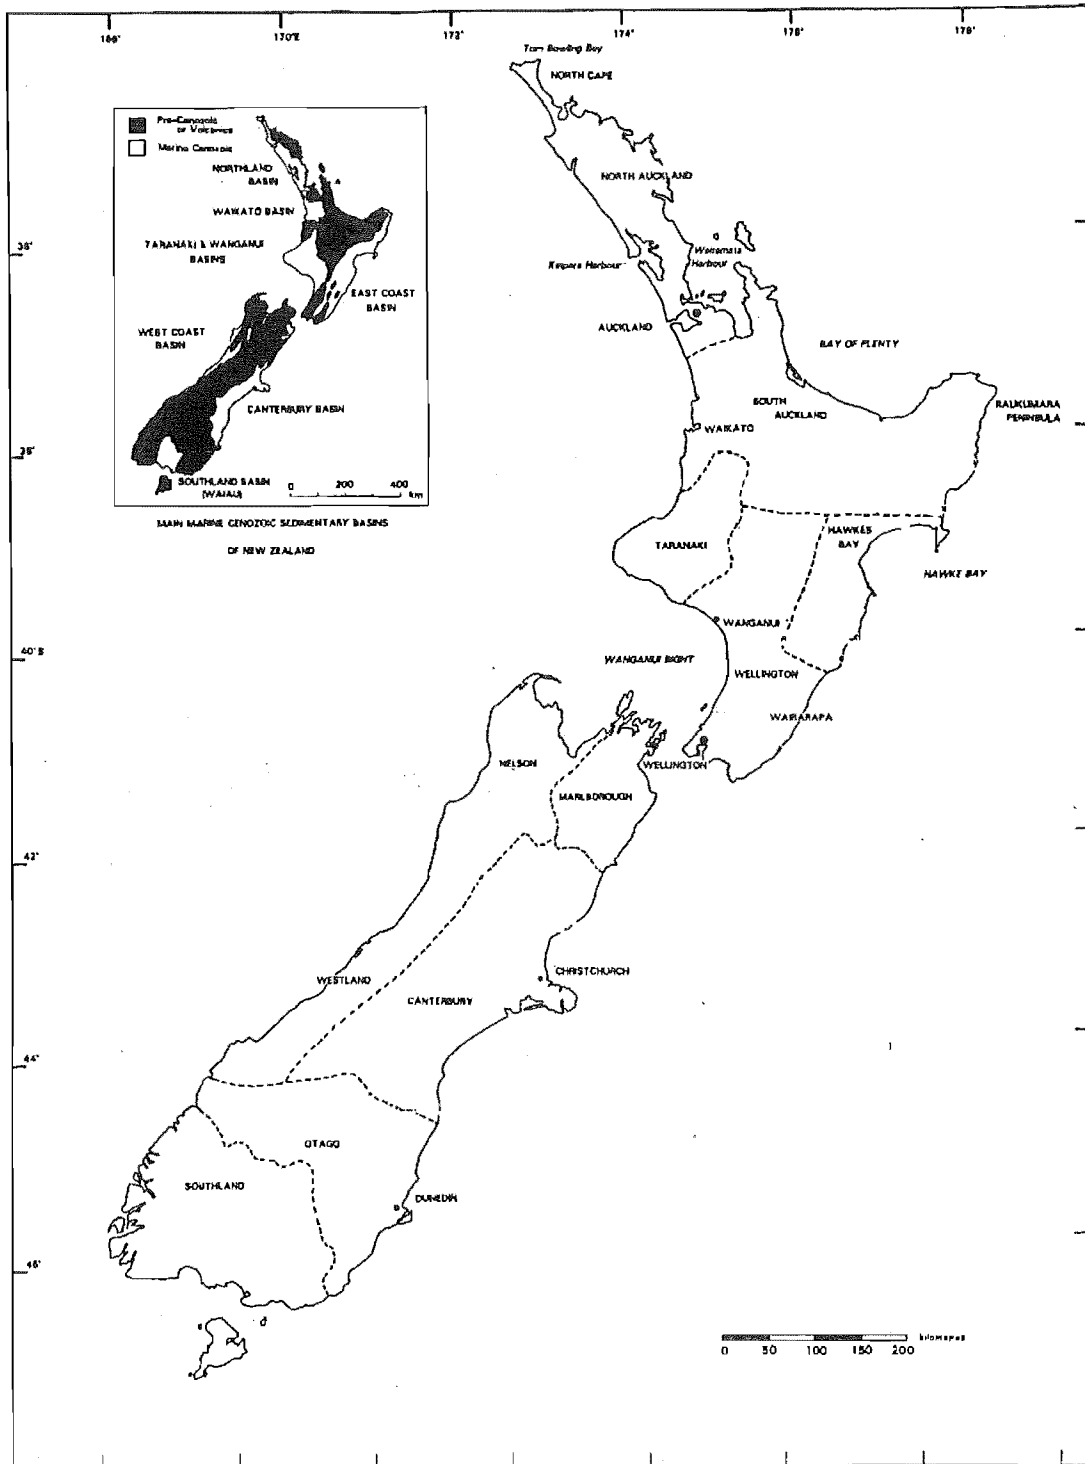 170°E
172°
174°
Tom Bowling Bay
NORTH CAPE
Pre-Cenozoic
or Volcanics
Marine Cenozoic
NORTHLAND
BASIN
WAIKATO BASIN
TARANAKI & WANGANUI
BASINS
EAST COAST
BASIN
WEST COAST
BASIN
CANTERBURY BASIN
SOUTHLAND BASIN
(WAIAU)
0 200 400
km
MAIN MARINE CENOZOIC SEDIMENTARY BASINS
OF NEW ZEALAND
NORTH AUCKLAND
Waitemata
Harbour
Kaipara Harbour
AUCKLAND
BAY OF PLENTY
SOUTH
AUCKLAND
RAUKUMARA
PENINSULA
WAIKATO
TARANAKI
HAWKES
BAY
HAWKE BAY
WANGANUI
40°S
WANGANUI BIGHT
WELLINGTON
WAIRARAPA
NELSON
WELLINGTON
MARLBOROUGH
42°
CHRISTCHURCH
WESTLAND
CANTERBURY
44°
OTAGO
SOUTHLAND
DUNEDIN
0 50 100 150 200